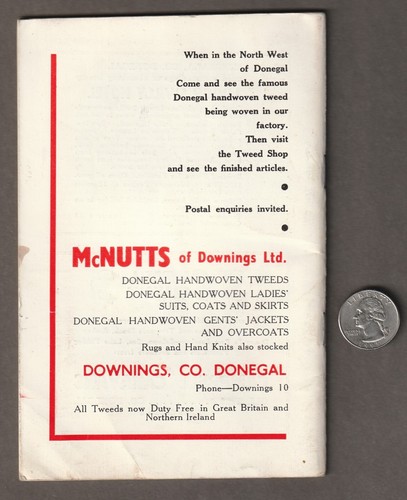 When in the North West
of Donegal
Come and see the famous
Donegal handwoven tweed
being woven in our
factory.
Then visit
the Tweed Shop
and see the finished articles.
●
Postal enquiries invited.
●
McNUTTS of Downings Ltd.
DONEGAL HANDWOVEN TWEEDS
DONEGAL HANDWOVEN LADIES'
SUITS, COATS AND SKIRTS
DONEGAL HANDWOVEN GENTS' JACKETS
AND OVERCOATS
Rugs and Hand Knits also stocked
DOWNINGS, CO. DONEGAL
Phone—Downings 10
All Tweeds now Duty Free in Great Britain and
Northern Ireland